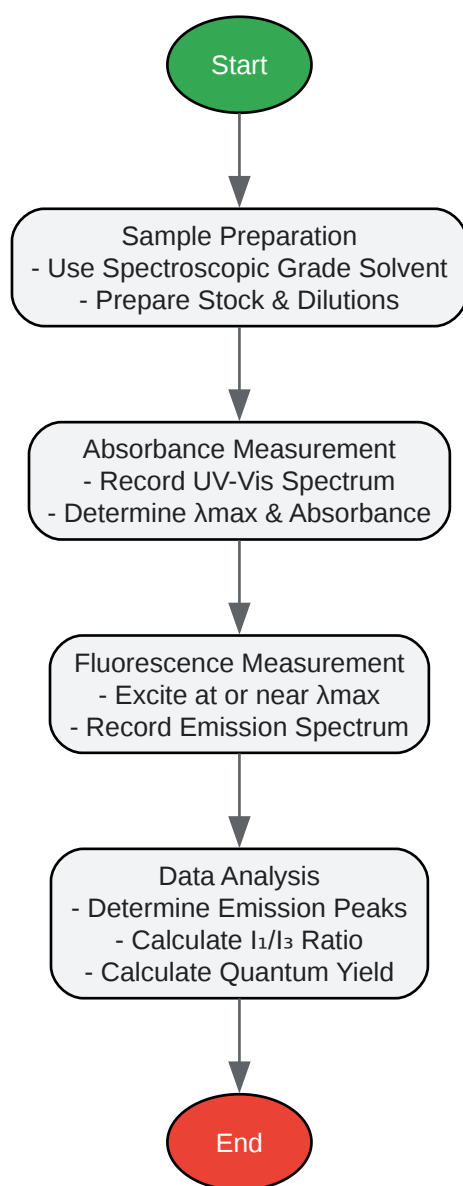 Start
Sample Preparation
- Use Spectroscopic Grade Solvent
- Prepare Stock & Dilutions
Absorbance Measurement
- Record UV-Vis Spectrum
- Determine λmax & Absorbance
Fluorescence Measurement
- Excite at or near λmax
- Record Emission Spectrum
Data Analysis
- Determine Emission Peaks
- Calculate I₁/I₃ Ratio
- Calculate Quantum Yield
End